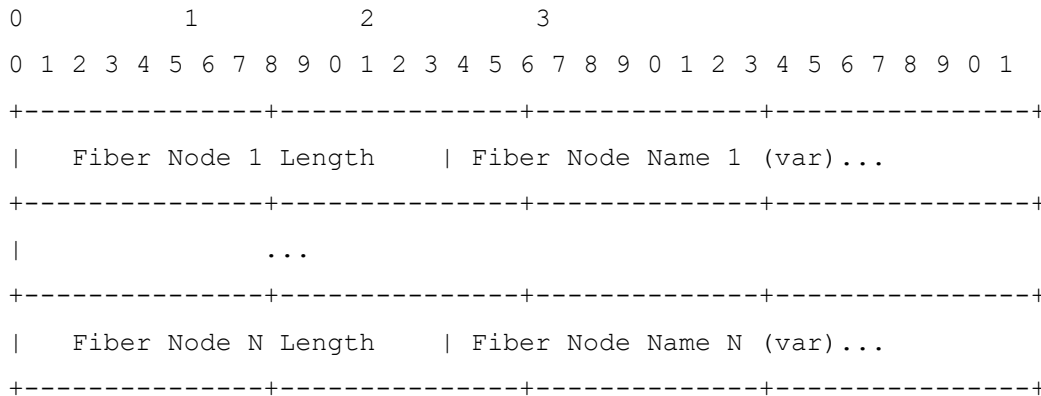 0 1 2 3
0 1 2 3 4 5 6 7 8 9 0 1 2 3 4 5 6 7 8 9 0 1 2 3 4 5 6 7 8 9 0 1
+---------------+---------------+--------------+----------------+
| Fiber Node 1 Length | Fiber Node Name 1 (var)...
+---------------+---------------+--------------+----------------+
| ...
+---------------+---------------+--------------+----------------+
| Fiber Node N Length | Fiber Node Name N (var)...
+---------------+---------------+--------------+----------------+